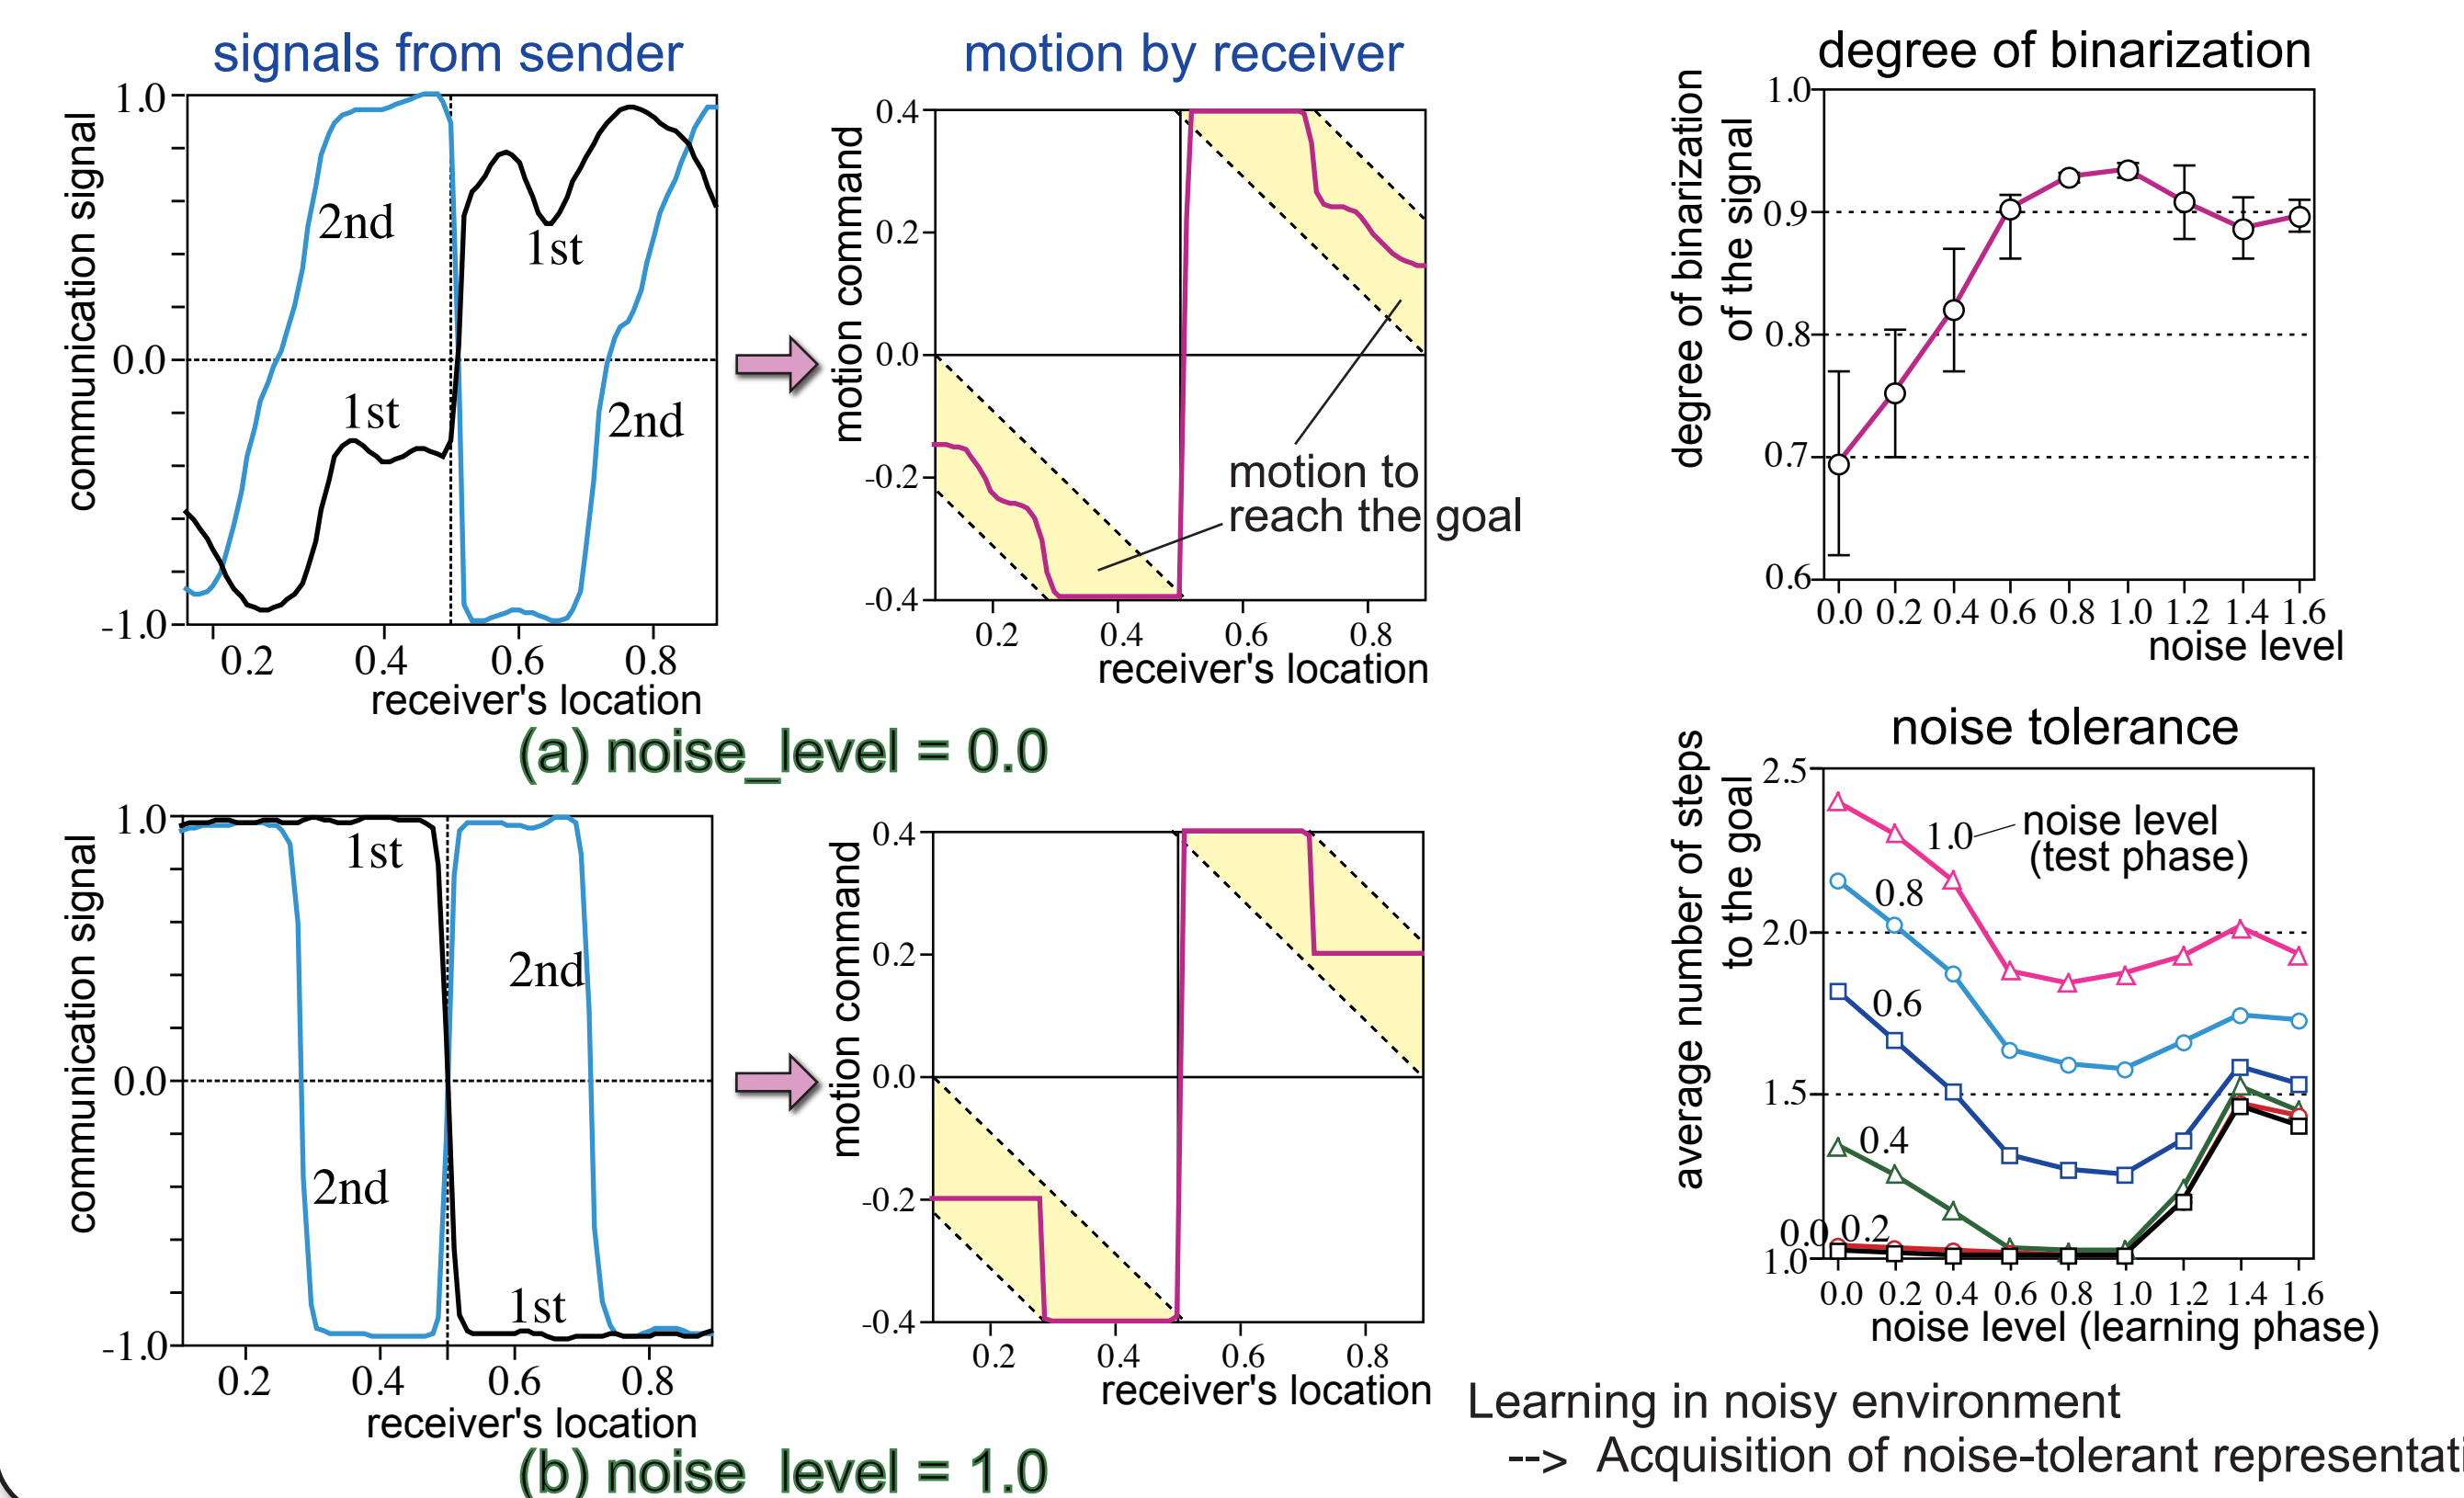 signals from sender
communication signal
1.0
0.0
-1.0
2nd
1st
1st
2nd
0.2 0.4 0.6 0.8
receiver's location
motion by receiver
motion command
0.4
0.2
0.0
-0.2
-0.4
motion to
reach the goal
0.2 0.4 0.6 0.8
receiver's location
(a) noise_level = 0.0
communication signal
1.0
0.0
-1.0
1st
2nd
2nd
1st
0.2 0.4 0.6 0.8
receiver's location
motion command
0.4
0.2
0.0
-0.2
-0.4
0.2 0.4 0.6 0.8
receiver's location
(b) noise_level = 1.0
degree of binarization
degree of binarization
of the signal
1.0
0.9
0.8
0.7
0.6
0.0 0.2 0.4 0.6 0.8 1.0 1.2 1.4 1.6
noise level
noise tolerance
average number of steps
to the goal
2.5
2.0
1.5
1.0
1.0
noise level
(test phase)
0.8
0.6
0.4
0.0 0.2
0.0 0.2 0.4 0.6 0.8 1.0 1.2 1.4 1.6
noise level (learning phase)
Learning in noisy environment
--> Acquisition of noise-tolerant representati